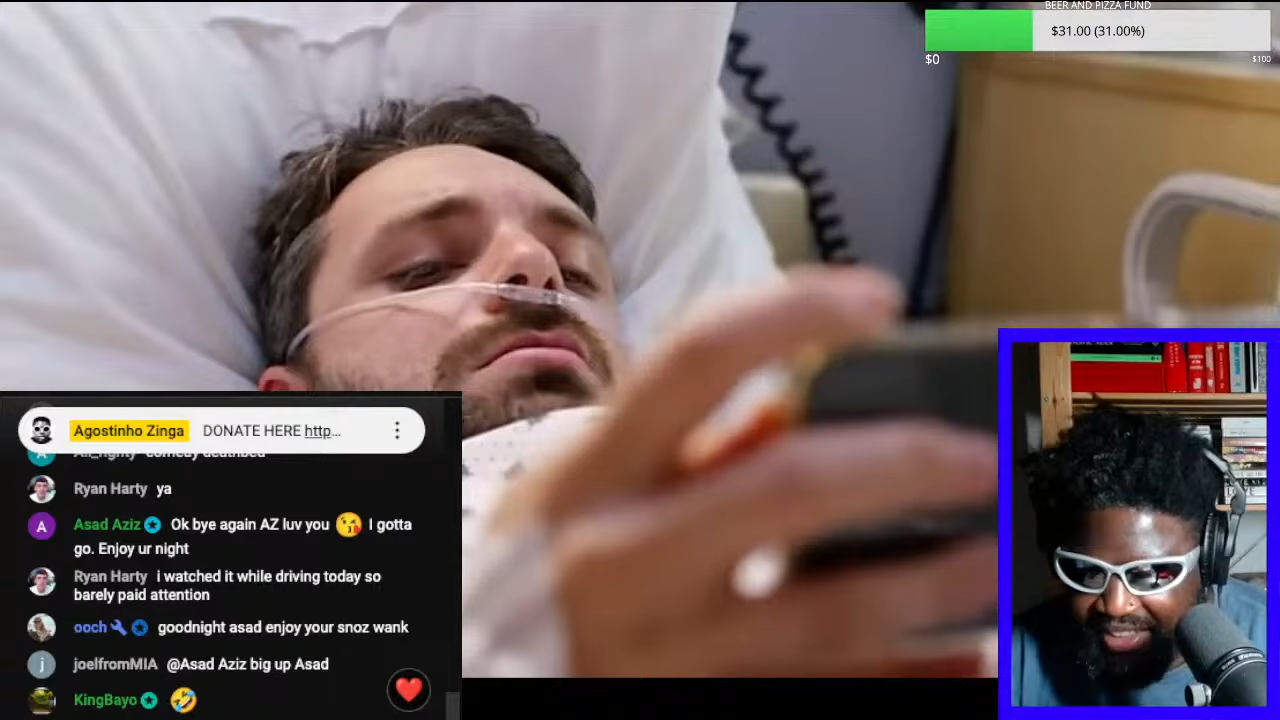 BEER AND PIZZA FUND
$31.00 (31.00%)
$0
$100
Agostinho Zinga DONATE HERE http…
comedy deathbed
Ryan Harty ya
A Asad Aziz Ok bye again AZ luv you 😘 I gotta
go. Enjoy ur night
Ryan Harty i watched it while driving today so
barely paid attention
ooch goodnight asad enjoy your snoz wank
j joelfromMIA @Asad Aziz big up Asad
KingBayo 🤣